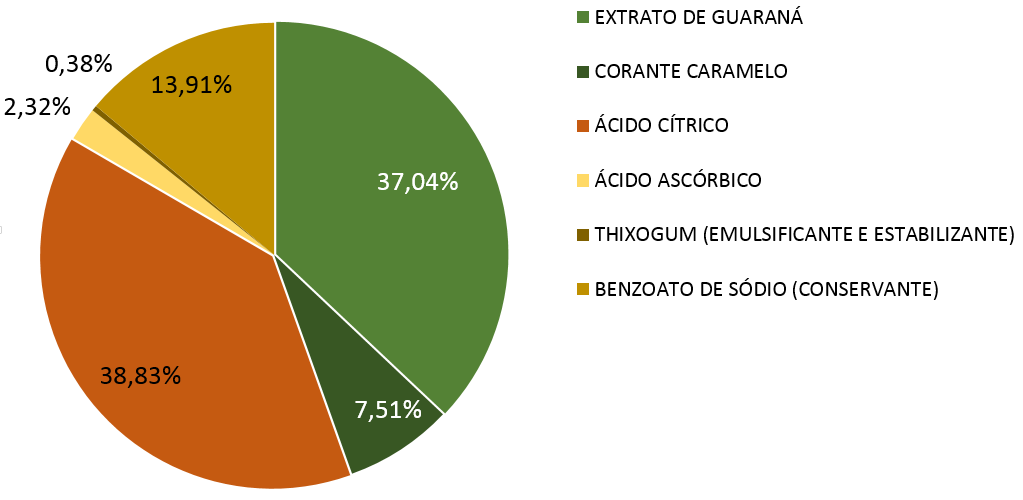 0,38%
13,91%
2,32%
37,04%
38,83%
7,51%
EXTRATO DE GUARANÁ
CORANTE CARAMELO
ÁCIDO CÍTRICO
ÁCIDO ASCÓRBICO
THIXOGUM (EMULSIFICANTE E ESTABILIZANTE)
BENZOATO DE SÓDIO (CONSERVANTE)